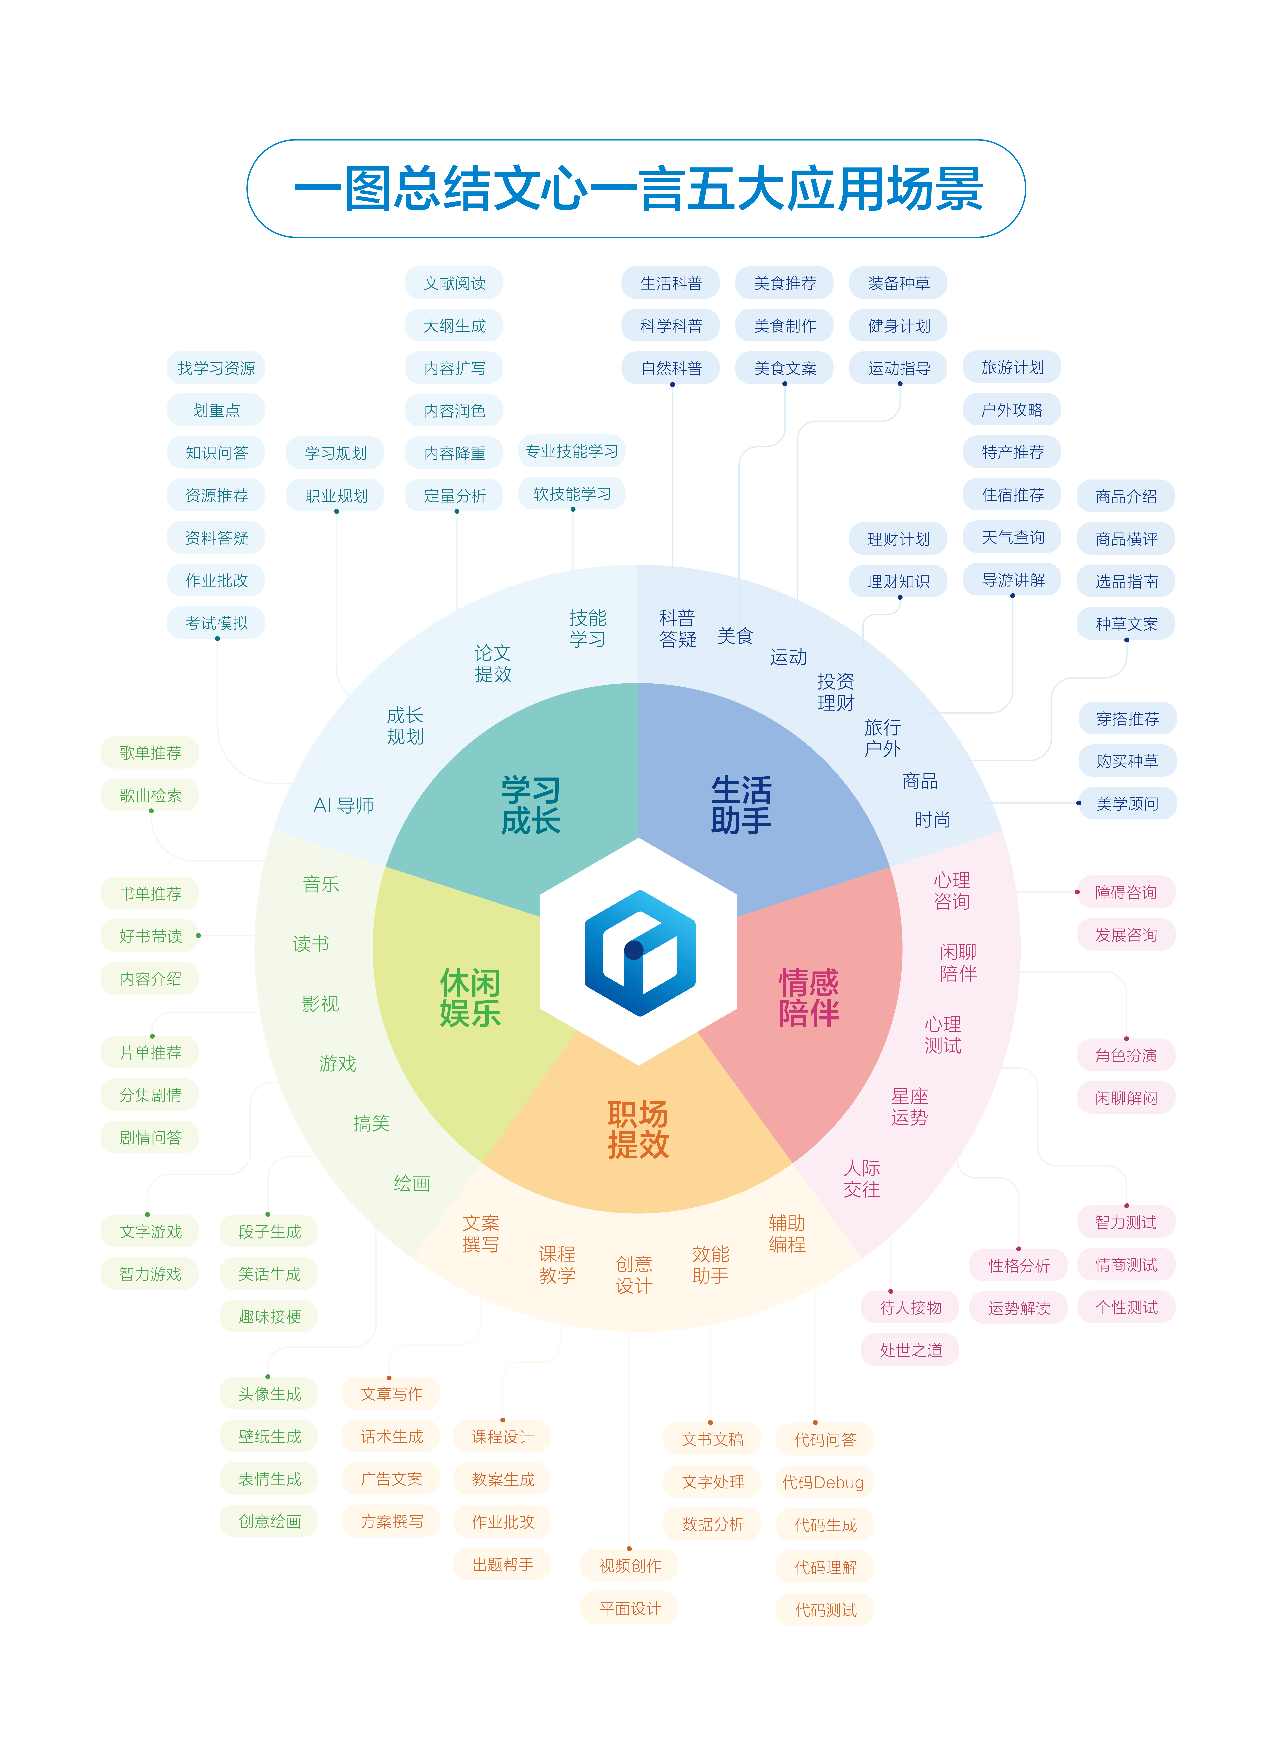 一图总结文心一言五大应用场景
文献阅读
大纲生成
内容扩写
内容润色
内容降重
定量分析
生活科普
科学科普
自然科普
美食推荐
美食制作
美食文案
装备种草
健身计划
运动指导
找学习资源
划重点
知识问答
资源推荐
资料答疑
作业批改
考试模拟
学习规划
职业规划
专业技能学习
软技能学习
旅游计划
户外攻略
特产推荐
住宿推荐
天气查询
导游讲解
理财计划
理财知识
商品介绍
商品横评
选品指南
种草文案
穿搭推荐
购买种草
美学顾问
技能
学习
论文
提效
成长
规划
AI 导师
科普
答疑
美食
运动
投资
理财
旅行
户外
商品
时尚
学习
成长
生活
助手
歌单推荐
歌曲检索
书单推荐
好书带读
内容介绍
片单推荐
分集剧情
剧情问答
音乐
读书
影视
游戏
搞笑
绘画
休闲
娱乐
情感
陪伴
职场
提效
心理
咨询
闲聊
陪伴
心理
测试
星座
运势
人际
交往
障碍咨询
发展咨询
角色扮演
闲聊解闷
文案
撰写
课程
教学
创意
设计
效能
助手
辅助
编程
文字游戏
智力游戏
段子生成
笑话生成
趣味接梗
智力测试
情商测试
个性测试
性格分析
运势解读
待人接物
处世之道
头像生成
壁纸生成
表情生成
创意绘画
文章写作
话术生成
广告文案
方案撰写
课程设计
教案生成
作业批改
出题帮手
视频创作
平面设计
文书文稿
文字处理
数据分析
代码问答
代码Debug
代码生成
代码理解
代码测试